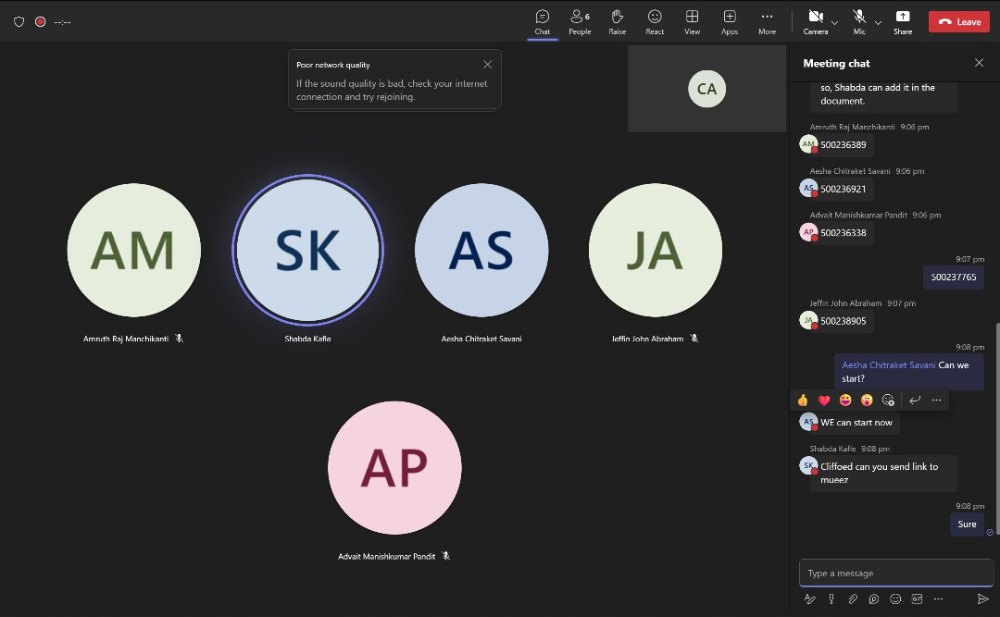 --:--
Chat
6
People
Raise
React
View
Apps
More
Camera
Mic
Share
Leave
Poor network quality
If the sound quality is bad, check your internet
connection and try rejoining.
CA
AM
Amruth Raj Manchikanti
SK
Shabda Kafle
AS
Aesha Chitraket Savani
JA
Jeffin John Abraham
AP
Advait Manishkumar Pandit
Meeting chat
so, Shabda can add it in the
document.
Amruth Raj Manchikanti 9:06 pm
AM
500236389
Aesha Chitraket Savani 9:06 pm
AS
500236921
Advait Manishkumar Pandit 9:06 pm
AP
500236338
9:07 pm
500237765
Jeffin John Abraham 9:07 pm
JA
500238905
9:08 pm
Aesha Chitraket Savani Can we
start?
AS
WE can start now
Shabda Kafle 9:08 pm
SK
Cliffoed can you send link to
mueez
9:08 pm
Sure
Type a message
GIF